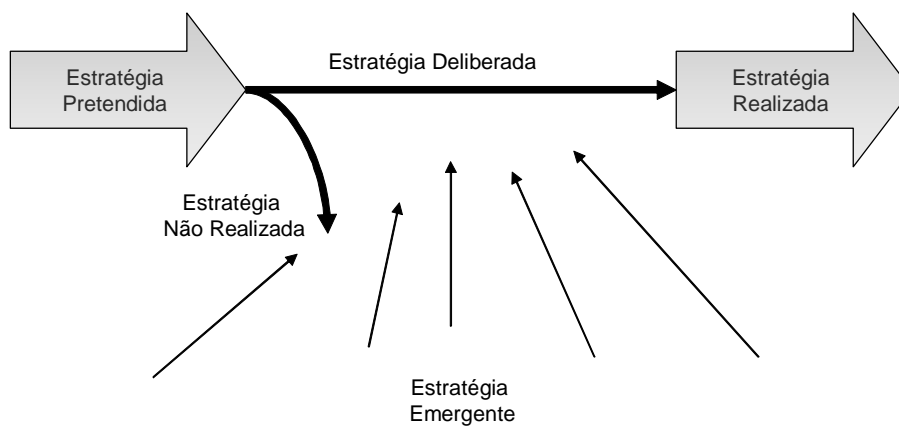 Estratégia
Pretendida
Estratégia Deliberada
Estratégia
Realizada
Estratégia
Não Realizada
Estratégia
Emergente